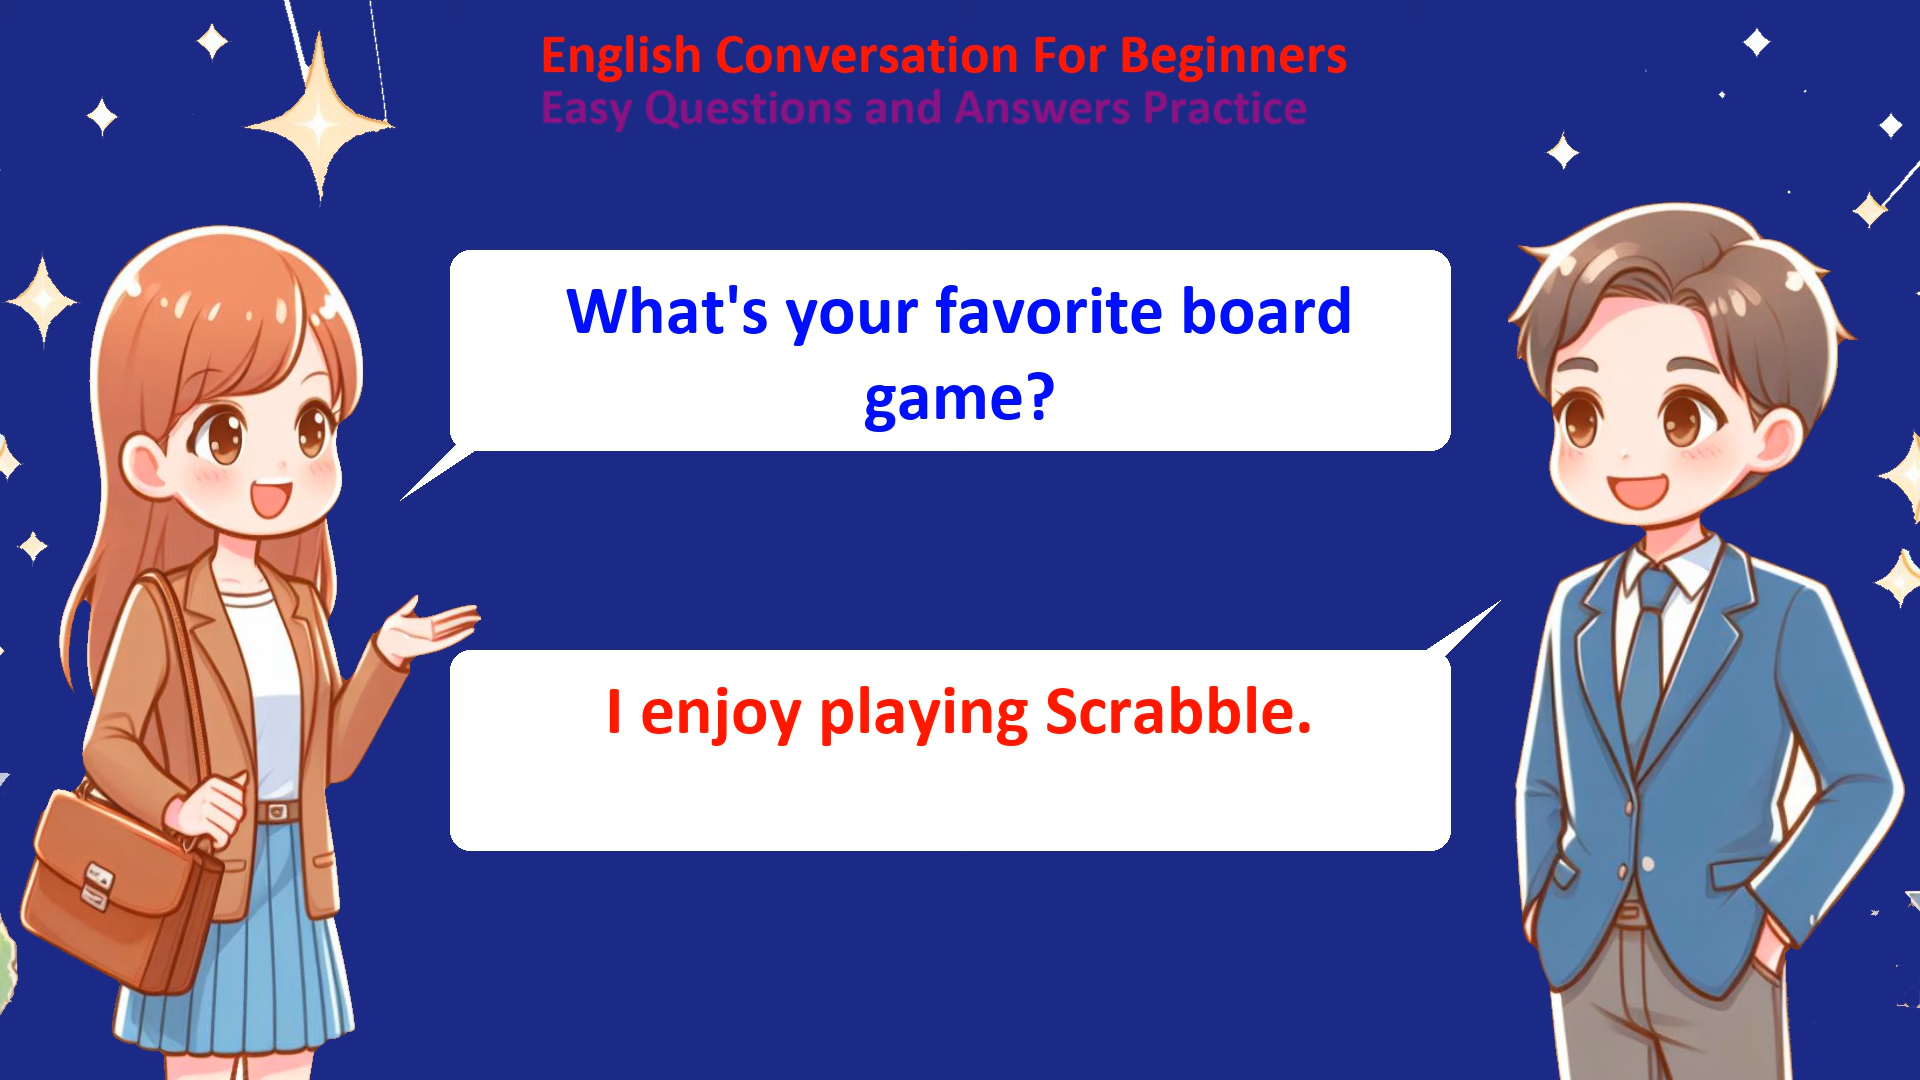 English Conversation For Beginners
Easy Questions and Answers Practice
What's your favorite board
game?
I enjoy playing Scrabble.